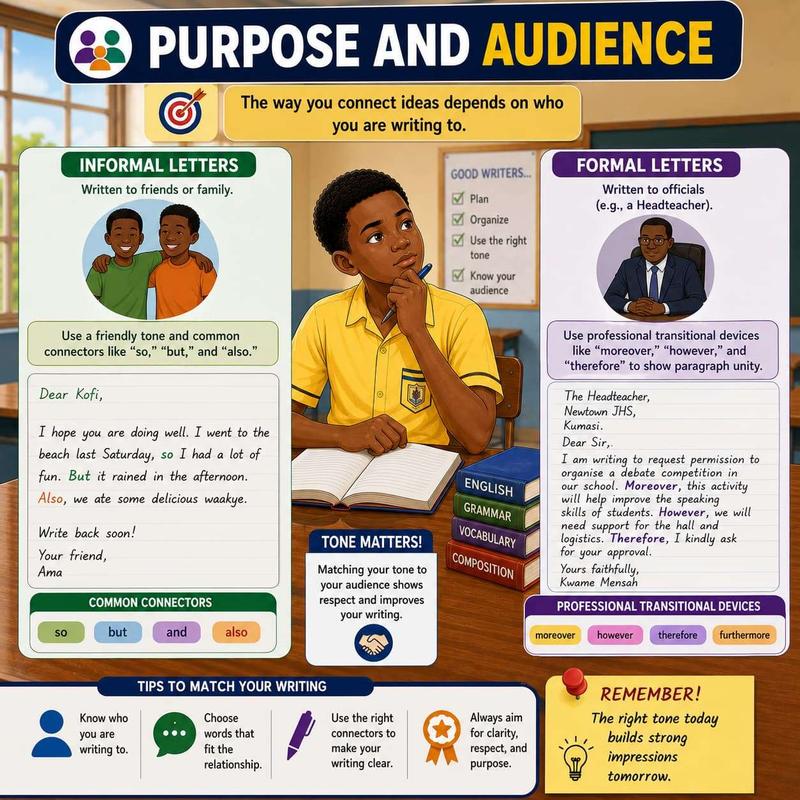 PURPOSE AND AUDIENCE
The way you connect ideas depends on who
you are writing to.
INFORMAL LETTERS
Written to friends or family.
Use a friendly tone and common
connectors like “so,” “but,” and “also.”
Dear Kofi,
I hope you are doing well. I went to the
beach last Saturday, so I had a lot of
fun. But it rained in the afternoon.
Also, we ate some delicious waakye.
Write back soon!
Your friend,
Ama
COMMON CONNECTORS
so
but
and
also
GOOD WRITERS...
Plan
Organize
Use the right
tone
Know your
audience
ENGLISH
GRAMMAR
VOCABULARY
COMPOSITION
TONE MATTERS!
Matching your tone to
your audience shows
respect and improves
your writing.
FORMAL LETTERS
Written to officials
(e.g., a Headteacher).
Use professional transitional devices
like “moreover,” “however,” and
“therefore” to show paragraph unity.
The Headteacher,
Newtown JHS,
Kumasi.
Dear Sir,.
I am writing to request permission to
organise a debate competition in
our school. Moreover, this activity
will help improve the speaking
skills of students. However, we will
need support for the hall and
logistics. Therefore, I kindly ask
for your approval.
Yours faithfully,
Kwame Mensah
PROFESSIONAL TRANSITIONAL DEVICES
moreover
however
therefore
furthermore
TIPS TO MATCH YOUR WRITING
Know who
you are
writing to.
Choose
words that
fit the
relationship.
Use the right
connectors to
make your
writing clear.
Always aim
for clarity,
respect, and
purpose.
REMEMBER!
The right tone today
builds strong
impressions
tomorrow.